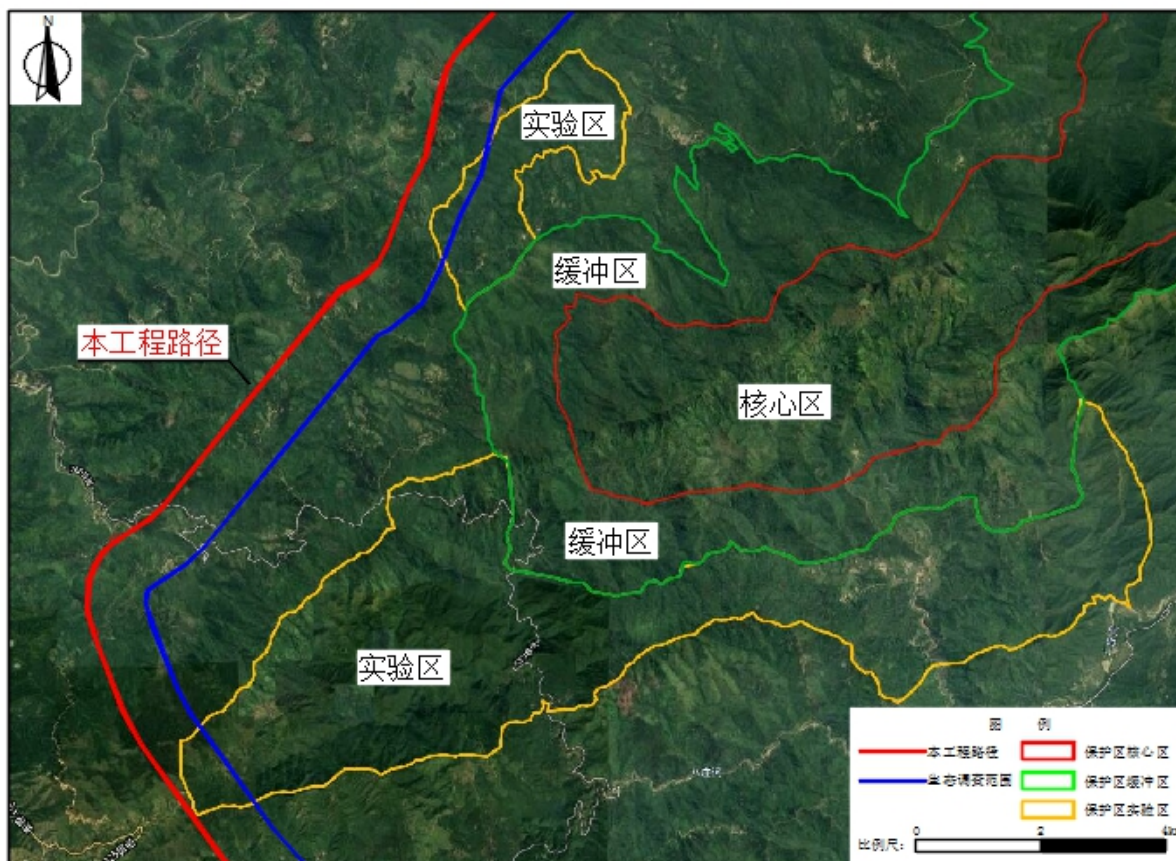 N
实验区
缓冲区
本工程路径
核心区
缓冲区
实验区
图 例
本工程路径
保护区核心区
生态调查范围
保护区缓冲区
保护区实验区
比例尺:
0
2
4km